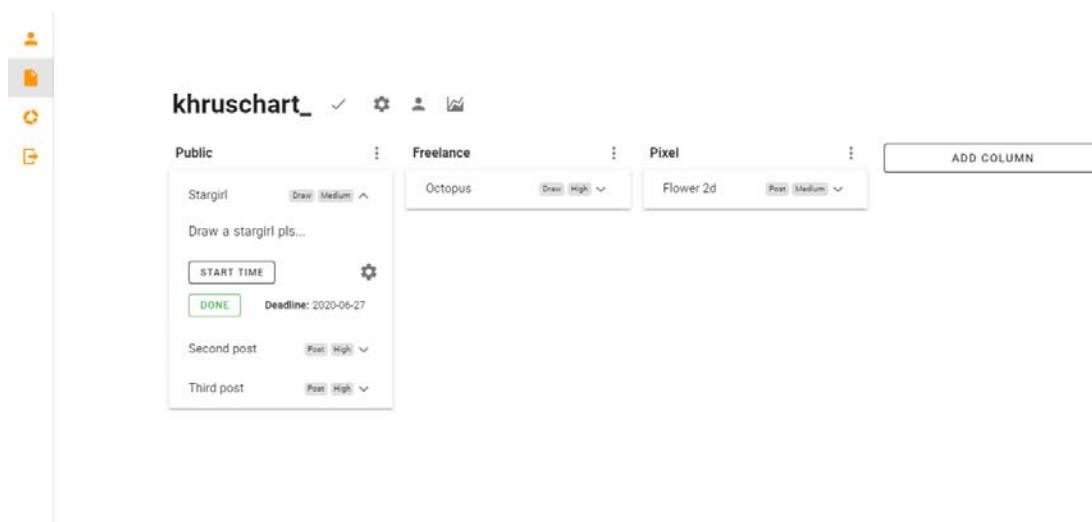 khruschart_
Public
Stargirl Draw Medium
Draw a stargirl pls...
START TIME
DONE Deadline: 2020-06-27
Second post Post High
Third post Post High
Freelance
Octopus Draw High
Pixel
Flower 2d Post Medium
ADD COLUMN